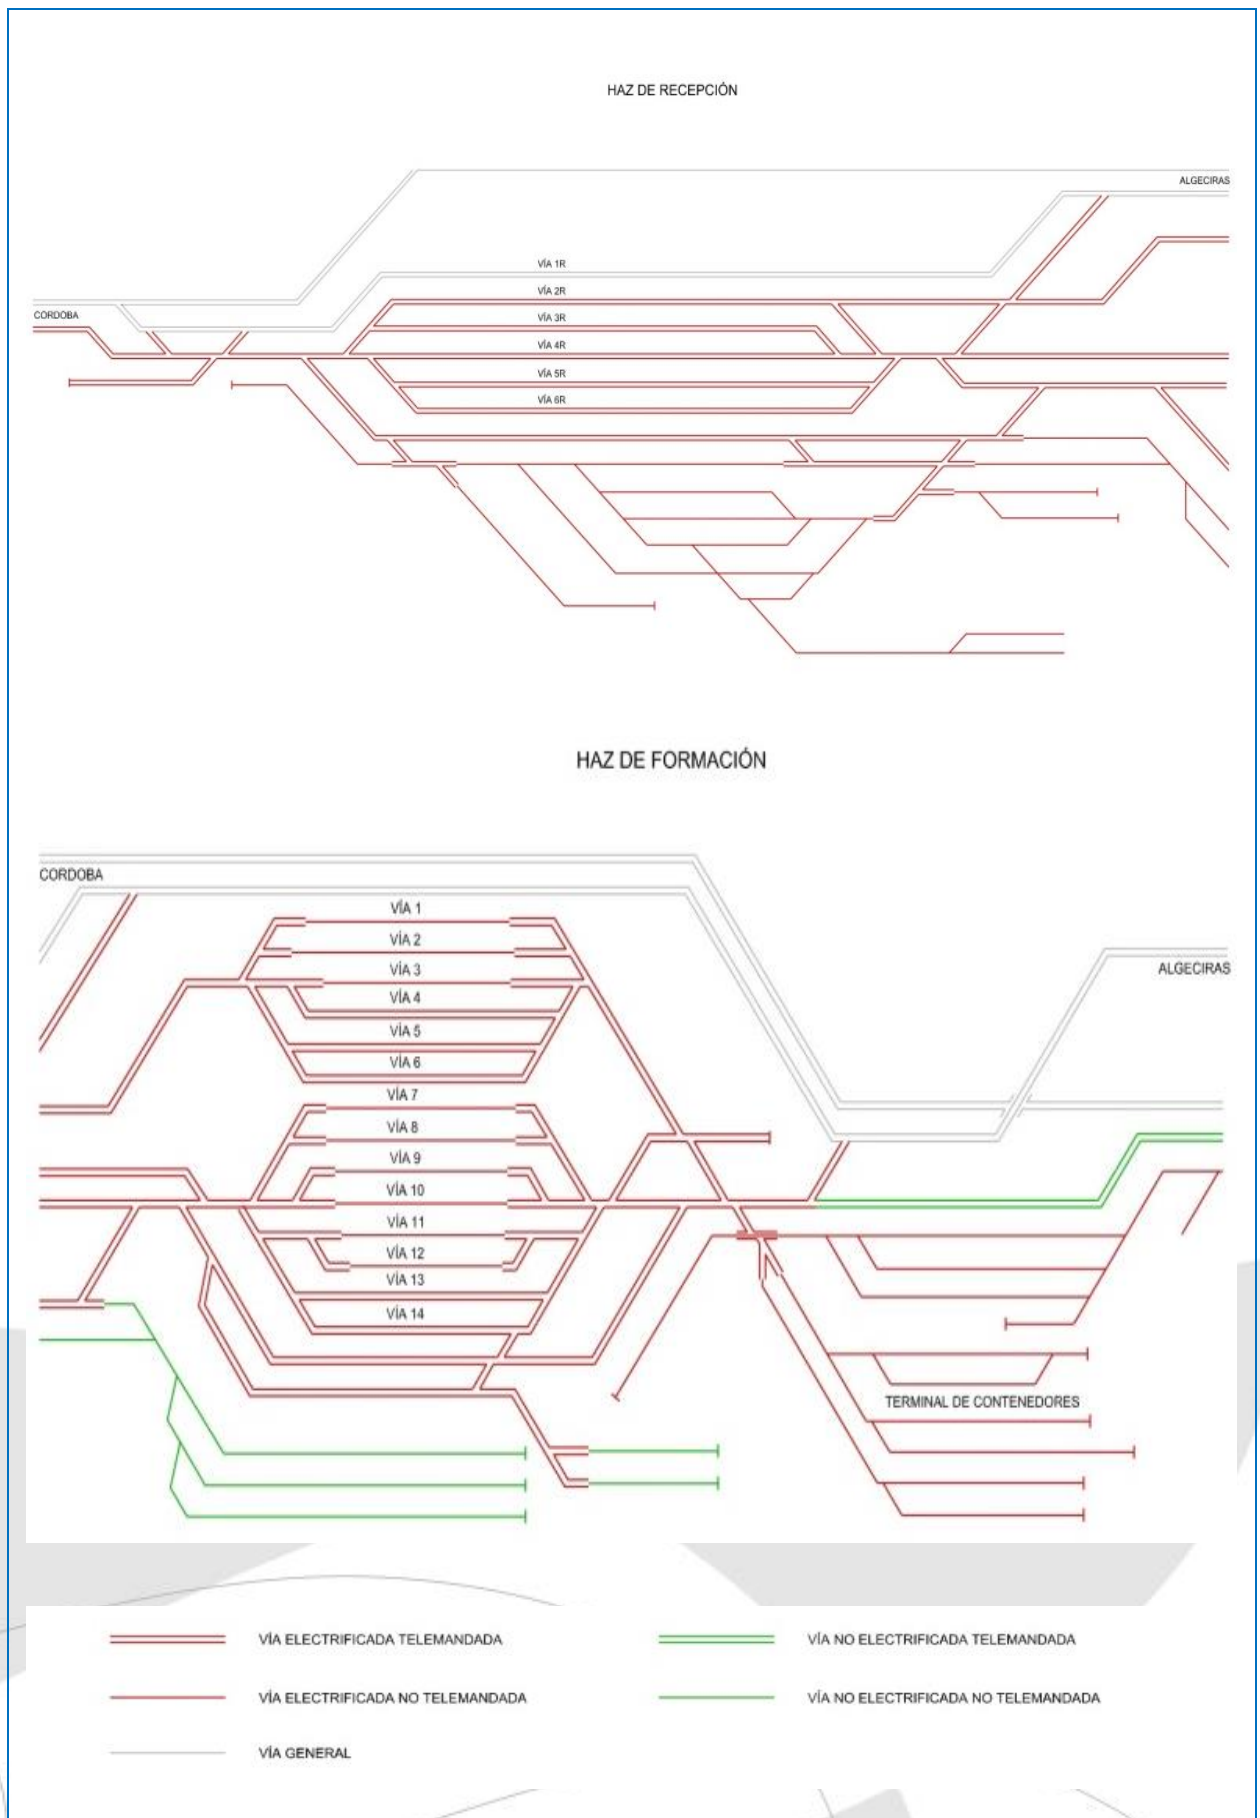 HAZ DE RECEPCIÓN
ALGECIRAS
VÍA 1R
VÍA 2R
CORDOBA
VÍA 3R
VÍA 4R
VÍA 5R
VÍA 6R
HAZ DE FORMACIÓN
CORDOBA
VÍA 1
VÍA 2
VÍA 3
ALGECIRAS
VÍA 4
VÍA 5
VÍA 6
VÍA 7
VÍA 8
VÍA 9
VÍA 10
VÍA 11
VÍA 12
VÍA 13
VÍA 14
TERMINAL DE CONTENEDORES
VÍA ELECTRIFICADA TELEMANDADA
VÍA NO ELECTRIFICADA TELEMANDADA
VÍA ELECTRIFICADA NO TELEMANDADA
VÍA NO ELECTRIFICADA NO TELEMANDADA
VÍA GENERAL